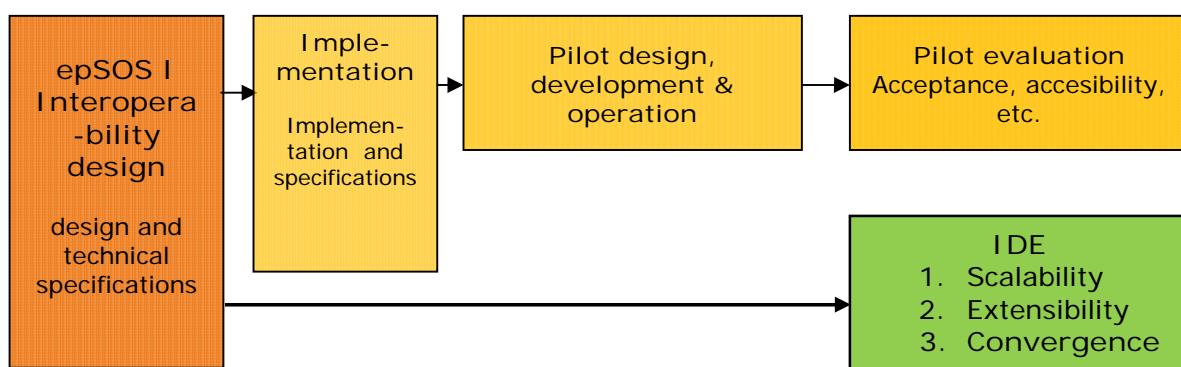 epSOS I
Interopera
-bility
design
design and
technical
specifications
Imple-
mentation
Implemen-
tation and
specifications
Pilot design,
development &
operation
Pilot evaluation
Acceptance, accesibility,
etc.
IDE
1. Scalability
2. Extensibility
3. Convergence